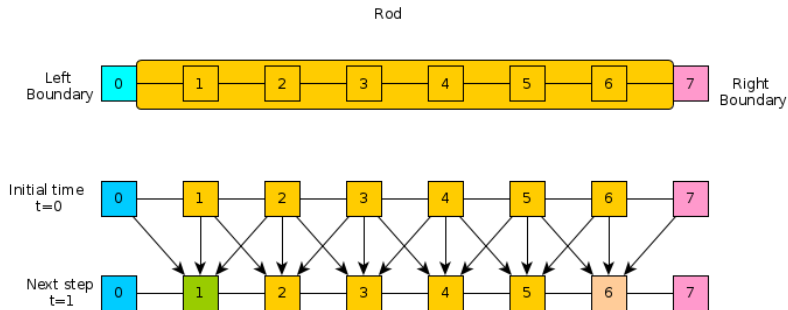 Rod
Left
Boundary
0 1 2 3 4 5 6 7
Right
Boundary
Initial time
t=0
0 1 2 3 4 5 6 7
Next step
t=1
0 1 2 3 4 5 6 7